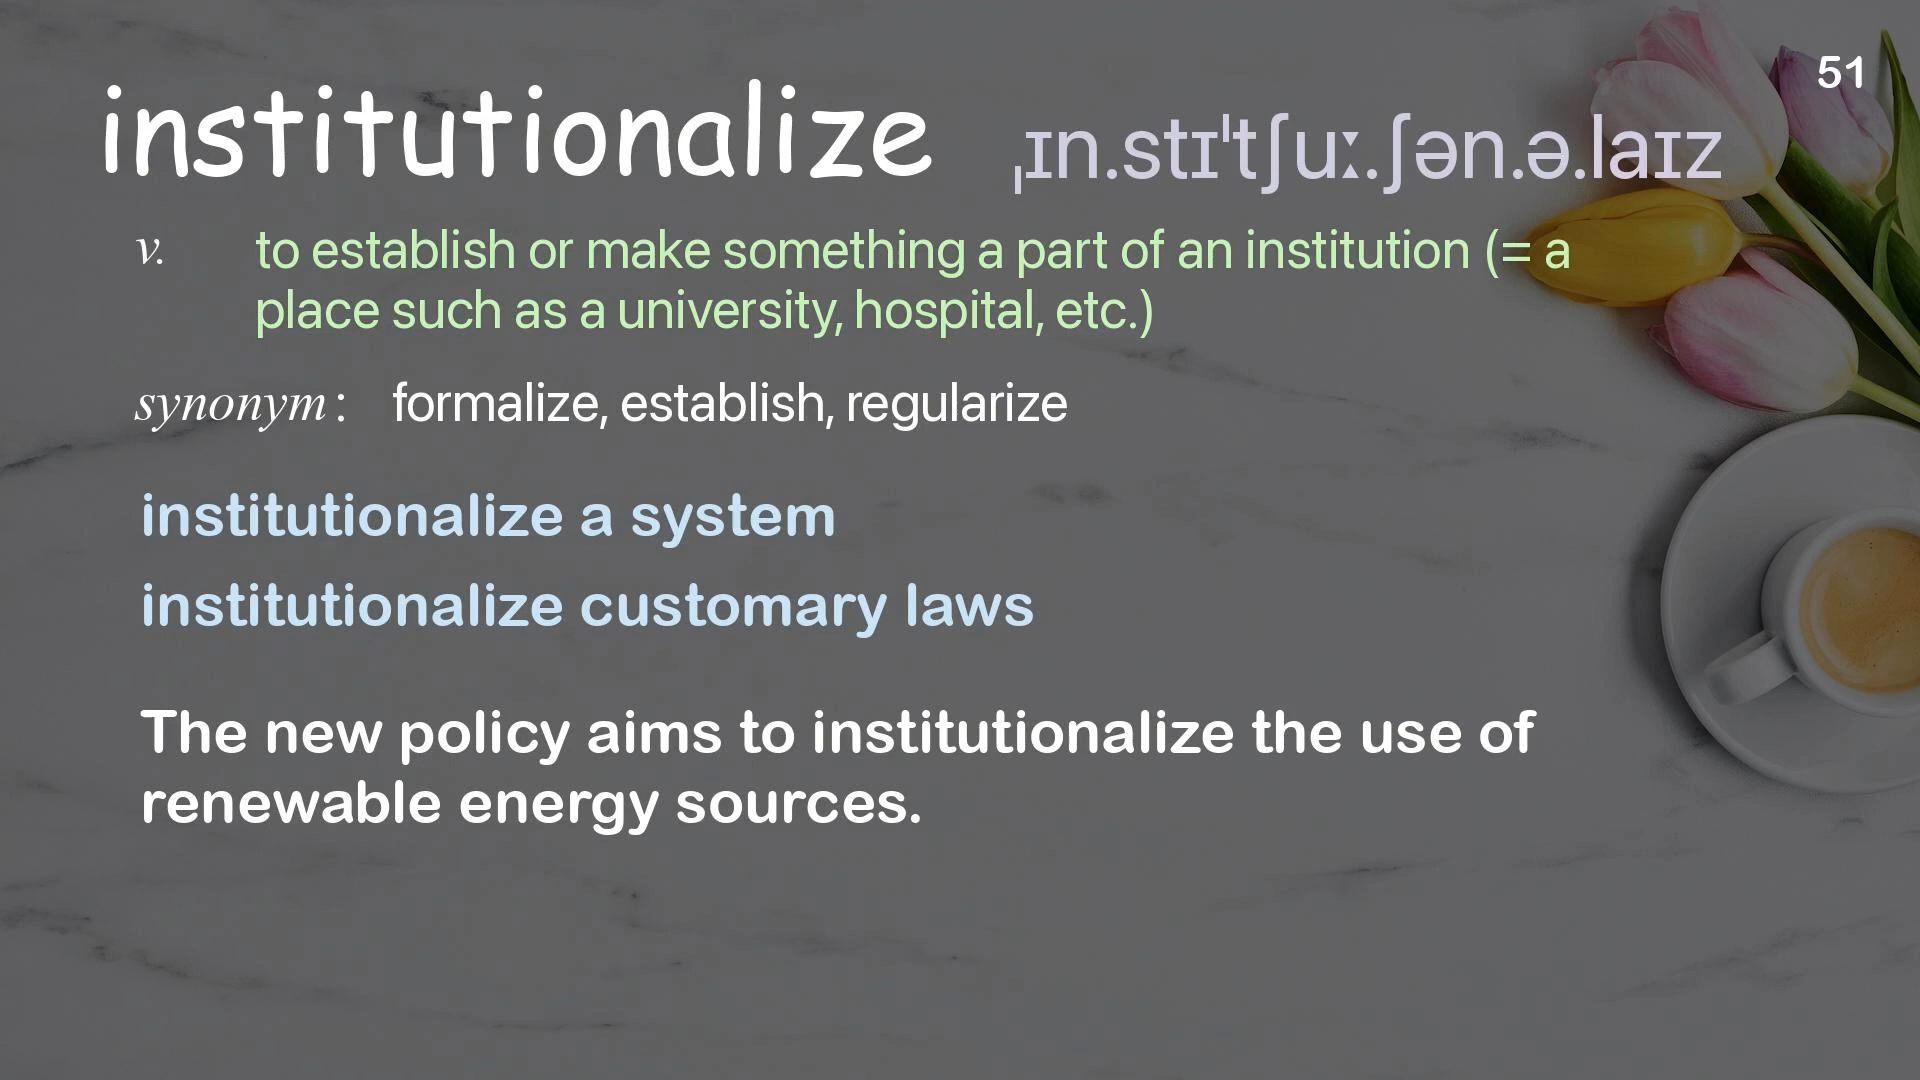 51
institutionalize ˌɪn.stɪˈtʃuː.ʃən.ə.laɪz
v. to establish or make something a part of an institution (= a
place such as a university, hospital, etc.)
synonym: formalize, establish, regularize
institutionalize a system
institutionalize customary laws
The new policy aims to institutionalize the use of
renewable energy sources.